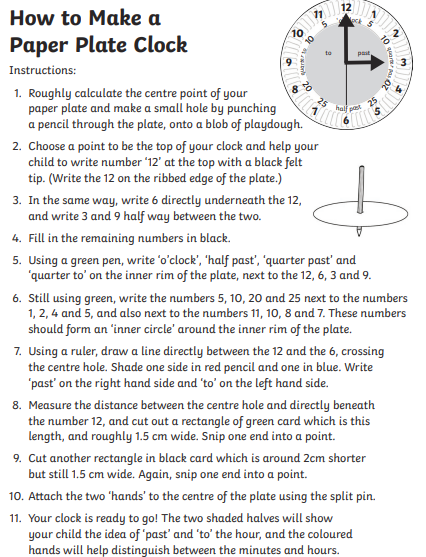 How to Make a
Paper Plate Clock
Instructions:
1. Roughly calculate the centre point of your
paper plate and make a small hole by punching
a pencil through the plate, onto a blob of playdough.
2. Choose a point to be the top of your clock and help your
child to write number ‘12’ at the top with a black felt
tip. (Write the 12 on the ribbed edge of the plate.)
3. In the same way, write 6 directly underneath the 12,
and write 3 and 9 half way between the two.
4. Fill in the remaining numbers in black.
5. Using a green pen, write ‘o’clock’, ‘half past’, ‘quarter past’ and
‘quarter to’ on the inner rim of the plate, next to the 12, 6, 3 and 9.
6. Still using green, write the numbers 5, 10, 20 and 25 next to the numbers
1, 2, 4 and 5, and also next to the numbers 11, 10, 8 and 7. These numbers
should form an ‘inner circle’ around the inner rim of the plate.
7. Using a ruler, draw a line directly between the 12 and the 6, crossing
the centre hole. Shade one side in red pencil and one in blue. Write
‘past’ on the right hand side and ‘to’ on the left hand side.
8. Measure the distance between the centre hole and directly beneath
the number 12, and cut out a rectangle of green card which is this
length, and roughly 1.5 cm wide. Snip one end into a point.
9. Cut another rectangle in black card which is around 2cm shorter
but still 1.5 cm wide. Again, snip one end into a point.
10. Attach the two ‘hands’ to the centre of the plate using the split pin.
11. Your clock is ready to go! The two shaded halves will show
your child the idea of ‘past’ and ‘to’ the hour, and the coloured
hands will help distinguish between the minutes and hours.
12
1
2
3
4
5
6
7
8
9
10
11
5
10
quarter past
20
25
half past
25
20
quarter to
10
5
to
past